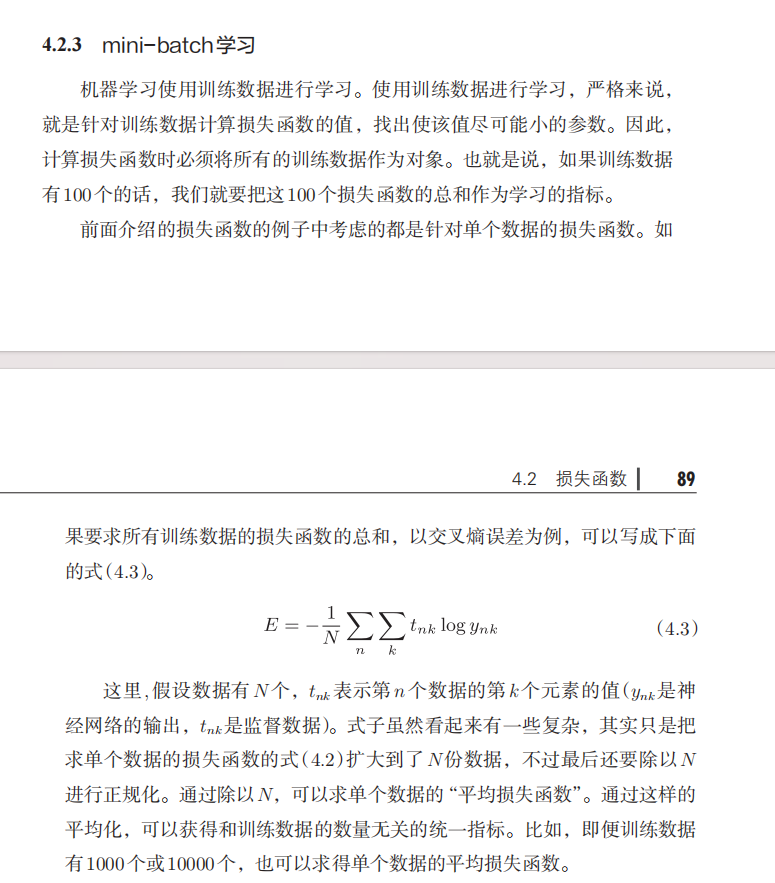 4.2.3 mini-batch学习
机器学习使用训练数据进行学习。使用训练数据进行学习，严格来说，
就是针对训练数据计算损失函数的值，找出使该值尽可能小的参数。因此，
计算损失函数时必须将所有的训练数据作为对象。也就是说，如果训练数据
有100个的话，我们就要把这100个损失函数的总和作为学习的指标。
前面介绍的损失函数的例子中考虑的都是针对单个数据的损失函数。如
4.2 损失函数 89
果要求所有训练数据的损失函数的总和，以交叉熵误差为例，可以写成下面
的式(4.3)。
E = −\frac{1}{N} \sum_{n} \sum_{k} t_{nk} \log y_{nk} (4.3)
这里,假设数据有N个，t_{nk}表示第n个数据的第k个元素的值(y_{nk}是神
经网络的输出，t_{nk}是监督数据)。式子虽然看起来有一些复杂，其实只是把
求单个数据的损失函数的式(4.2)扩大到了N份数据，不过最后还要除以N
进行正规化。通过除以N，可以求单个数据的“平均损失函数”。通过这样的
平均化，可以获得和训练数据的数量无关的统一指标。比如，即便训练数据
有1000个或10000个，也可以求得单个数据的平均损失函数。